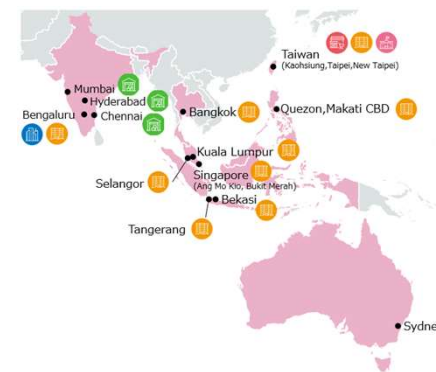 Taiwan
(Kaohsiung,Taipei,New Taipei)
Mumbai
Hyderabad
Bengaluru
Chennai
Bangkok
Quezon,Makati CBD
Kuala Lumpur
Selangor
Singapore
(Ang Mo Kio, Bukit Merah)
Bekasi
Tangerang
Sydne